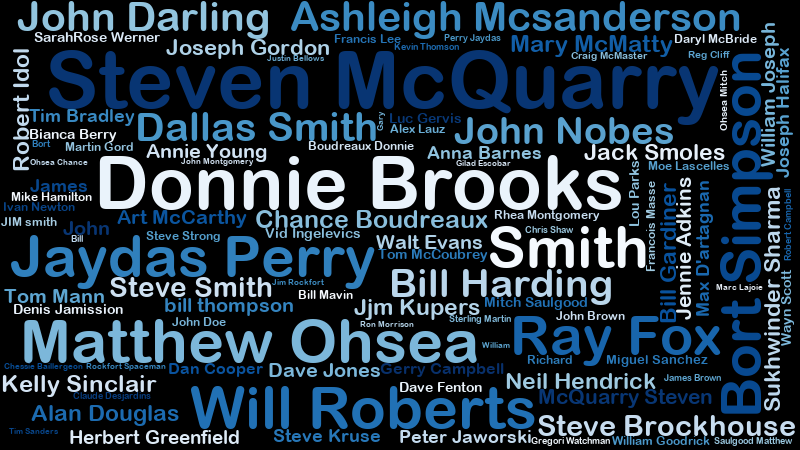 John Darling
Ashleigh Mcsanderson
SarahRose Werner
Joseph Gordon
Francis Lee
Perry Jaydas
Kevin Thomson
Mary McMatty
Daryl McBride
Justin Bellows
Craig McMaster
Reg Cliff
Robert Idol
Steven McQuarry
Ohsea Mitch
William Joseph
Joseph Halifax
Tim Bradley
Dallas Smith
Gary
Luc Gervis
Alex Lauz
John Nobes
Bianca Berry
Bort
Martin Gord
Annie Young
Boudreaux Donnie
Anna Barnes
Jack Smoles
Ohsea Chance
John Montgomery
Gilad Escobar
Moe Lascelles
James
Donnie Brooks
Lou Parks
Francois Masse
Mike Hamilton
Ivan Newton
JIM smith
John
Bill
Art McCarthy
Chance Boudreaux
Rhea Montgomery
Steve Strong
Vid Ingelevics
Walt Evans
Chris Shaw
Smith
Bill Gardiner
Jennie Adkins
Max D'artagnan
Bort Simpson
Sukhwinder Sharma
Wayn Scott
Robert Campbell
Jaydas Perry
Tom McCoubrey
Steve Smith
Jim Rockfort
Bill Harding
Marc Lajoie
Tom Mann
Bill Mavin
Denis Jamission
bill thompson
Jjm Kupers
Mitch Saulgood
John Doe
Ron Morrison
Sterling Martin
John Brown
Matthew Ohsea
William
Ray Fox
Richard
Miguel Sanchez
Chessie Baillergeon
Rockfort Spaceman
Dan Cooper
Dave Jones
Gerry Campbell
Kelly Sinclair
Dave Fenton
Neil Hendrick
James Brown
Claude Desjardins
McQuarry Steven
Alan Douglas
Will Roberts
Steve Brockhouse
Tim Sanders
Herbert Greenfield
Steve Kruse
Peter Jaworski
Gregori Watchman
William Goodrick
Saulgood Matthew